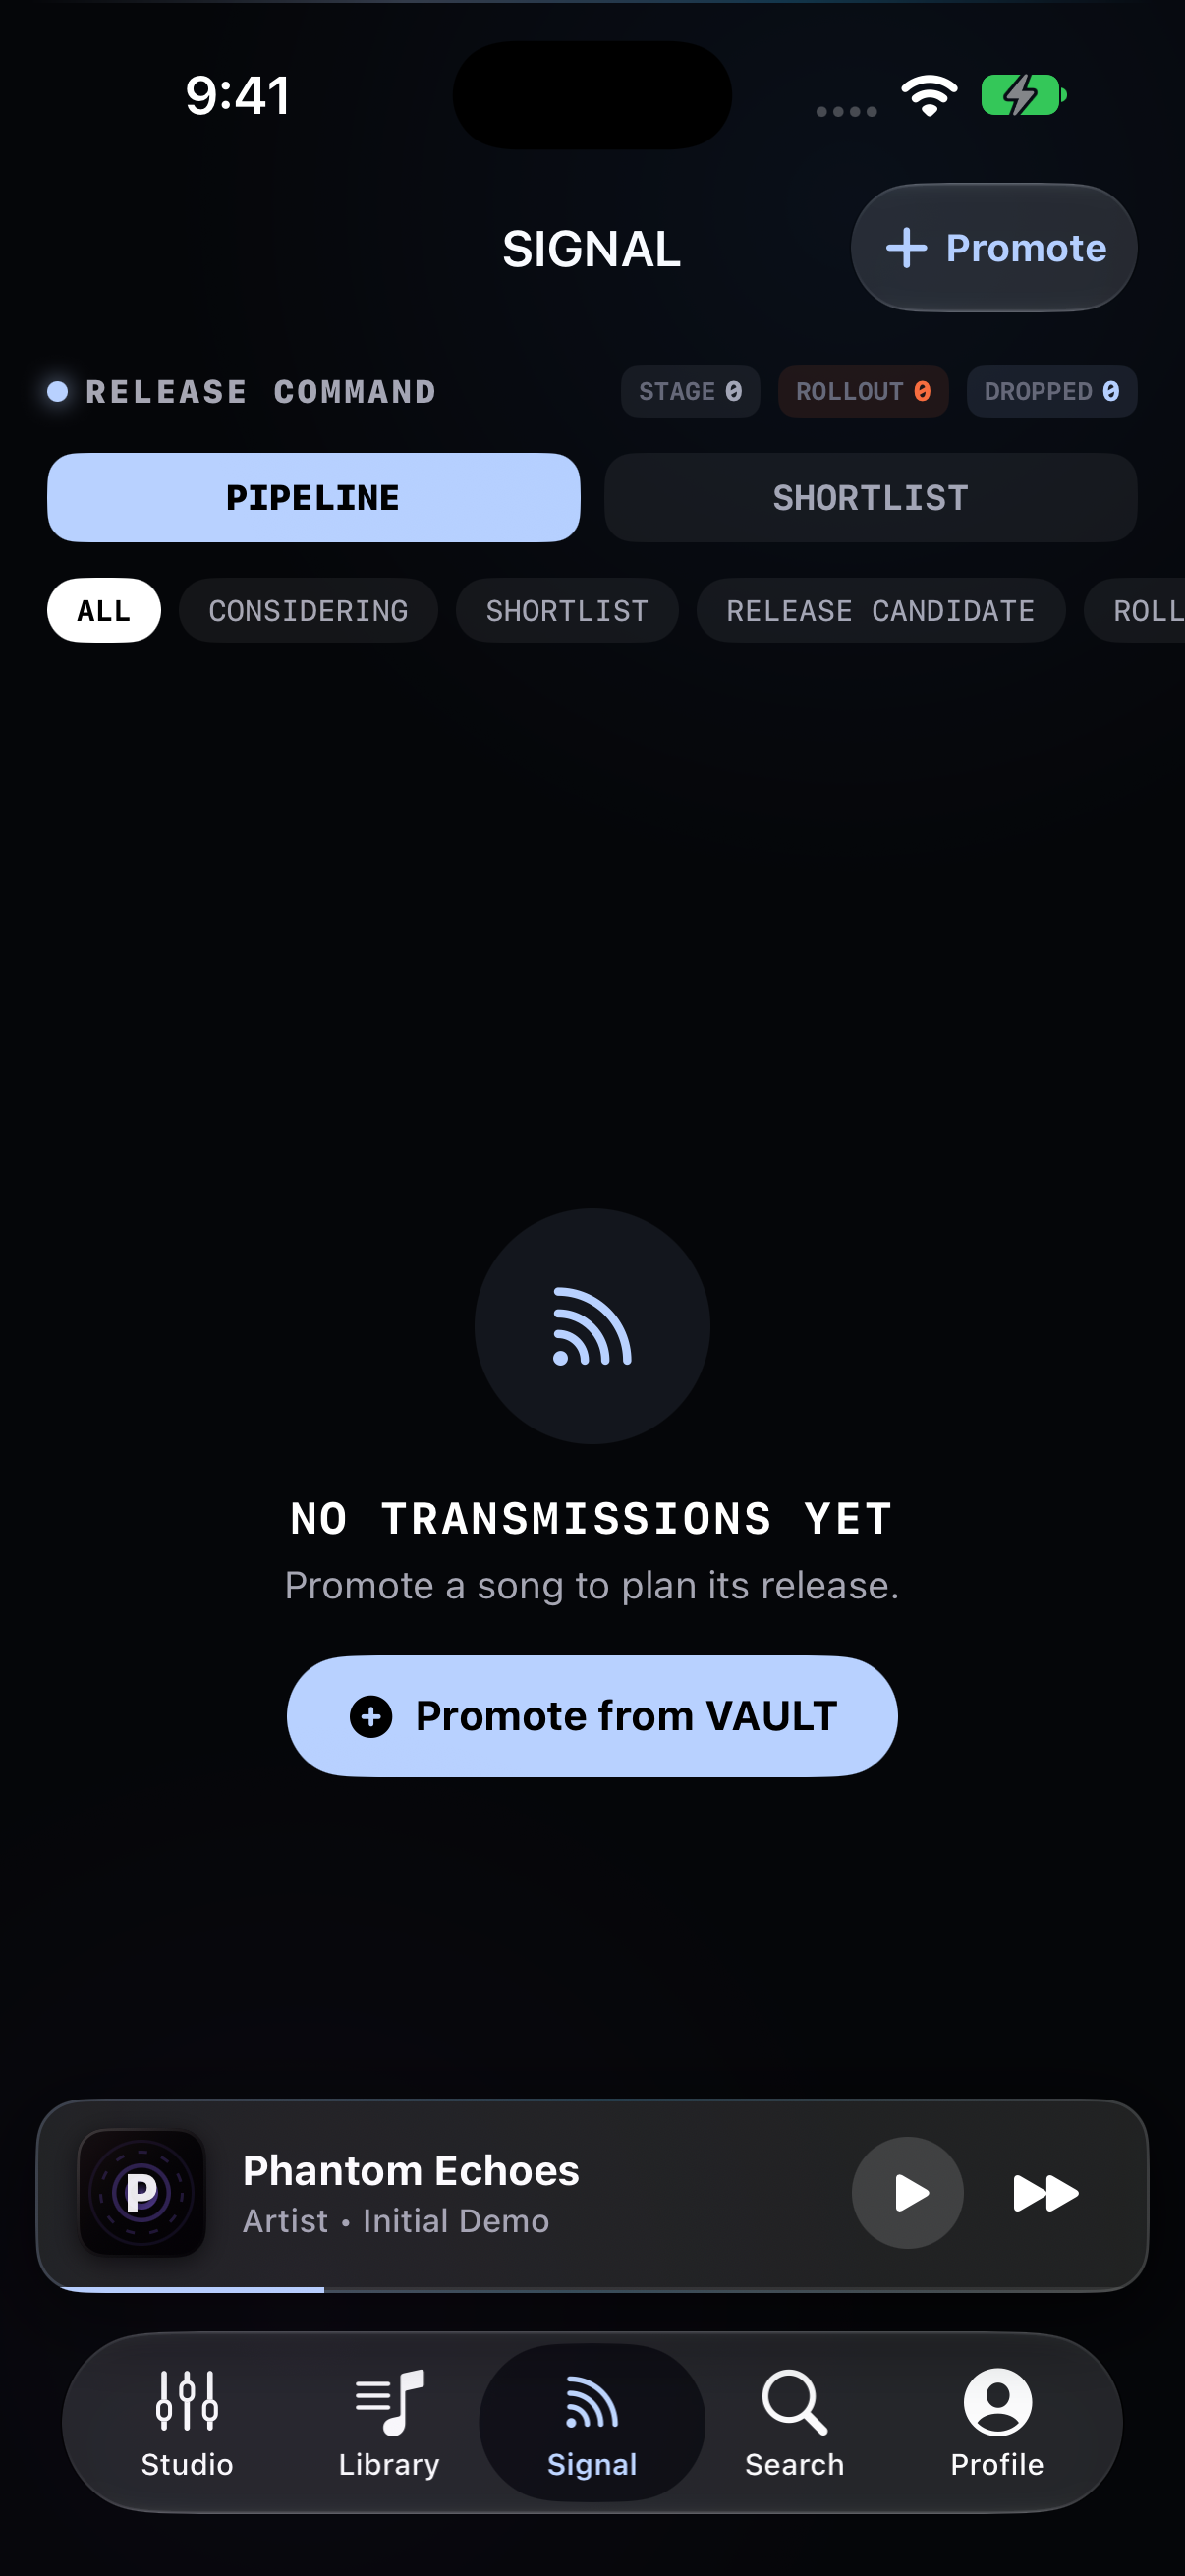 9:41
SIGNAL
Promote
RELEASE COMMAND
STAGE 0
ROLLOUT 0
DROPPED 0
PIPELINE
SHORTLIST
ALL
CONSIDERING
SHORTLIST
RELEASE CANDIDATE
ROLL
NO TRANSMISSIONS YET
Promote a song to plan its release.
Promote from VAULT
P
Phantom Echoes
Artist • Initial Demo
Studio
Library
Signal
Search
Profile